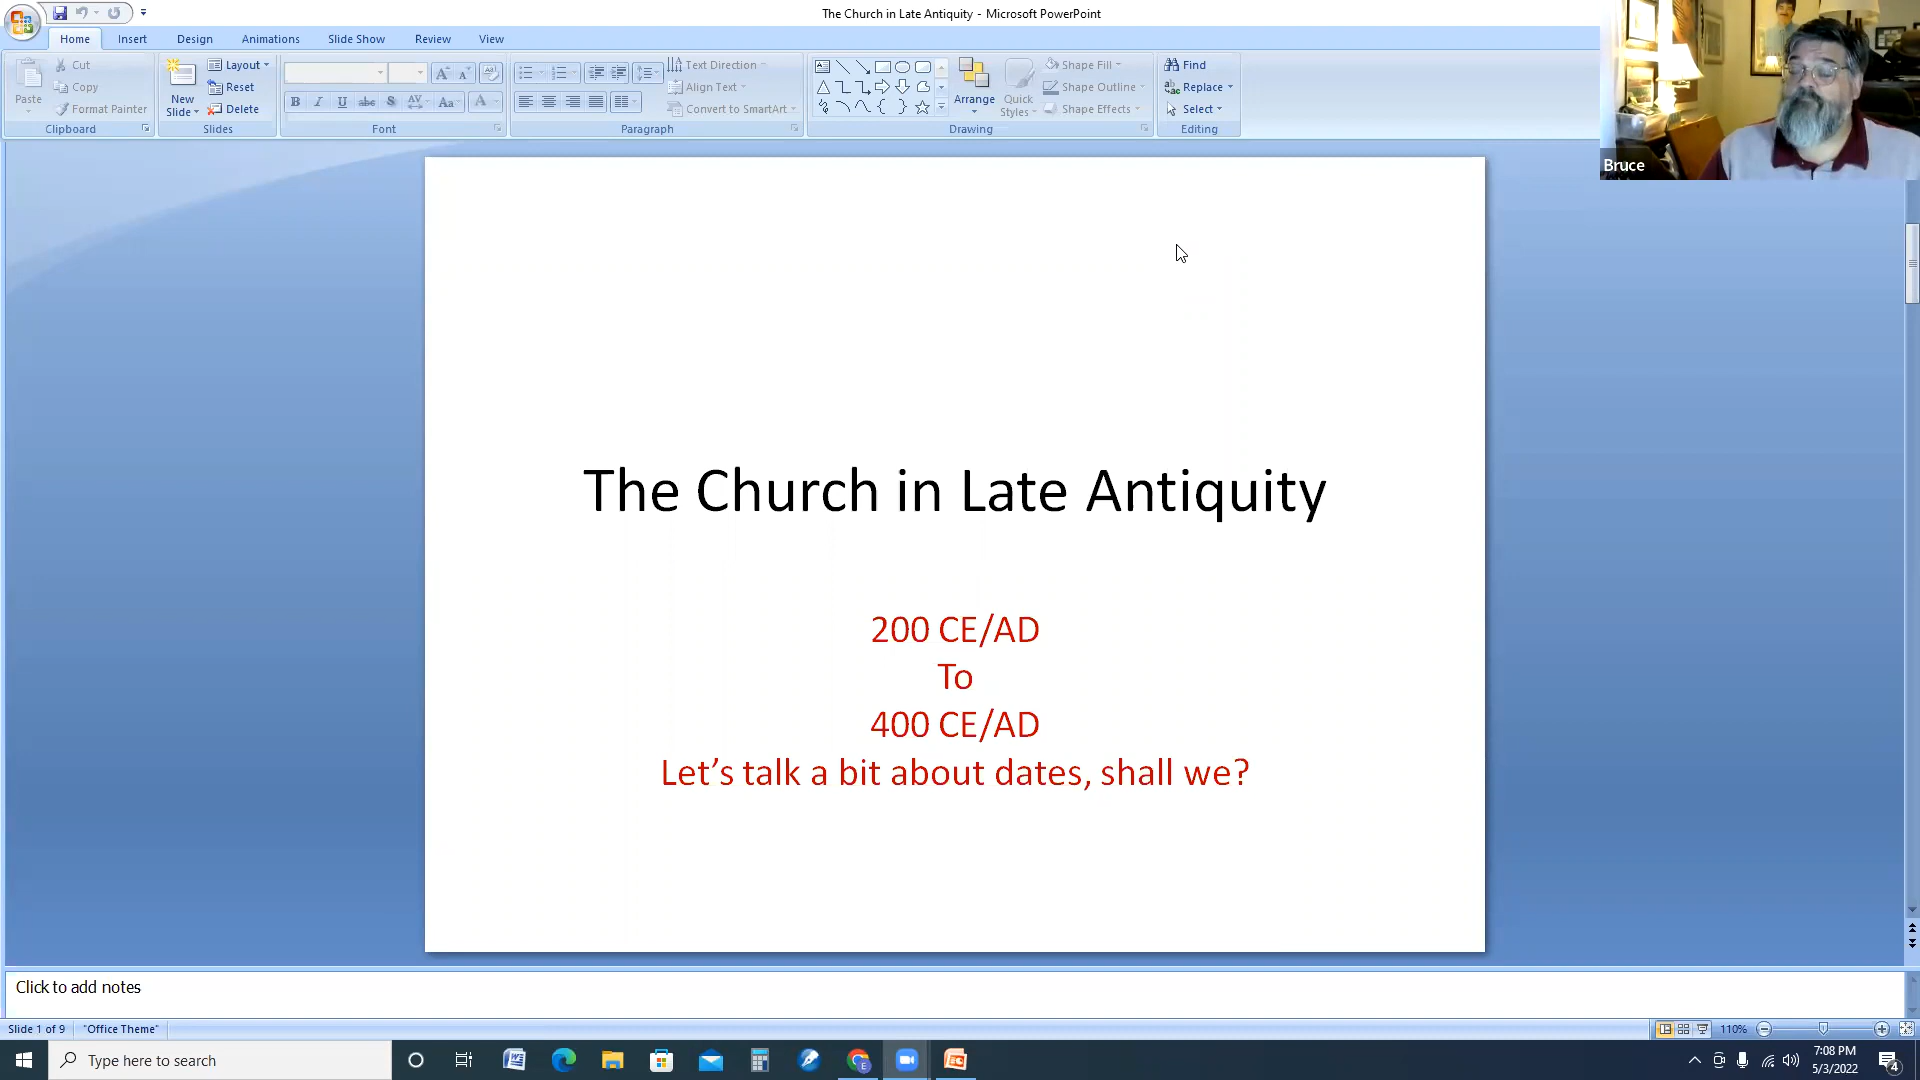 The Church in Late Antiquity - Microsoft PowerPoint
Home Insert Design Animations Slide Show Review View
Paste
Cut
Copy
Format Painter
Clipboard
New Slide
Layout
Reset
Delete
Slides
B I U abc S AV Aa A
Font
Text Direction
Align Text
Convert to SmartArt
Paragraph
Arrange
Quick Styles
Shape Fill
Shape Outline
Shape Effects
Drawing
Find
Replace
Select
Editing
Bruce
The Church in Late Antiquity
200 CE/AD
To
400 CE/AD
Let’s talk a bit about dates, shall we?
Click to add notes
Slide 1 of 9 "Office Theme" 110%
Type here to search
7:08 PM
5/3/2022
4